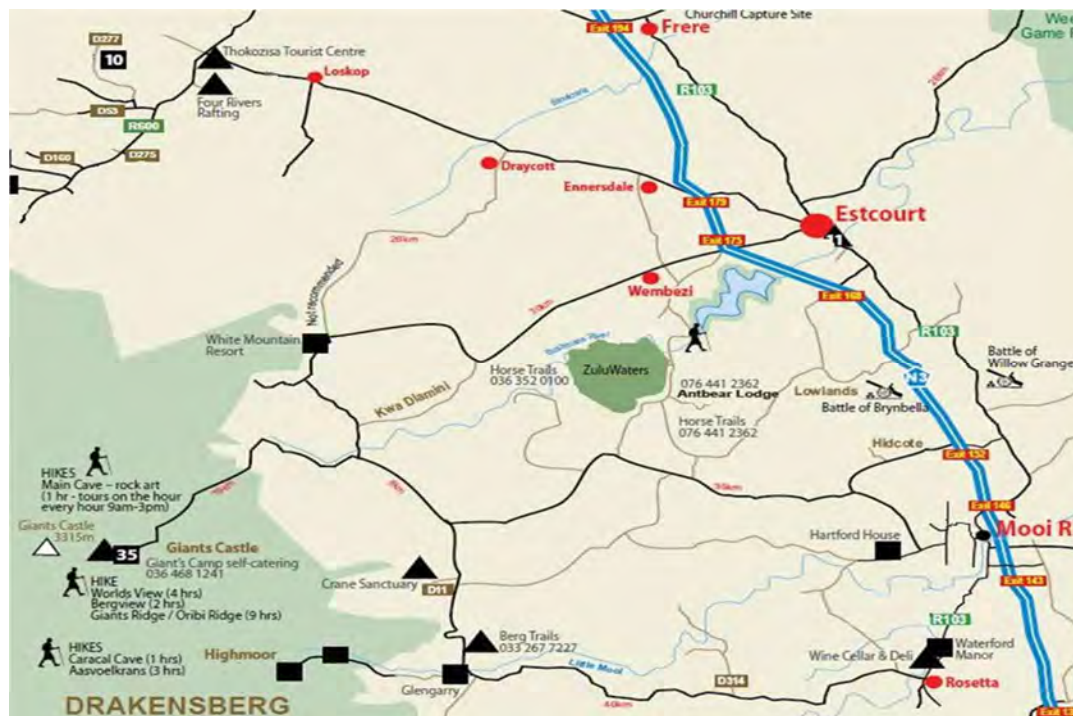 Churchill Capture Site
Exit 194
Frere
Wee
Game R
D277
10
Thokozisa Tourist Centre
Loskop
Four Rivers
Rafting
D53
R600
D160
D275
R103
28km
Draycott
Ennersdale
Exit 179
Estcourt
1
Exit 175
26km
Not recommended
Wembezi
Exit 168
White Mountain
Resort
R103
Horse Trails
036 352 0100
ZuluWaters
076 441 2362
Antbear Lodge
Kwa Dlamini
Horse Trails
076 441 2362
Lowlands
N3
Battle of
Willow Grange
Battle of Brynbella
Hidcote
Exit 152
HIKES
Main Cave – rock art
(1 hr - tours on the hour
every hour 9am-3pm)
Giants Castle
3315m
35
Giants Castle
Giant's Camp self-catering
036 468 1241
HIKE
Worlds View (4 hrs)
Bergview (2 hrs)
Giants Ridge / Oribi Ridge (9 hrs)
Exit 146
Mooi R
Hartford House
Crane Sanctuary
D11
Exit 143
R103
HIKES
Caracal Cave (1 hrs)
Aasvoelkrans (3 hrs)
Highmoor
Berg Trails
033 267 7227
Glengarry
Little Mooi
D314
40km
Wine Cellar & Deli
Waterford
Manor
Rosetta
DRAKENSBERG